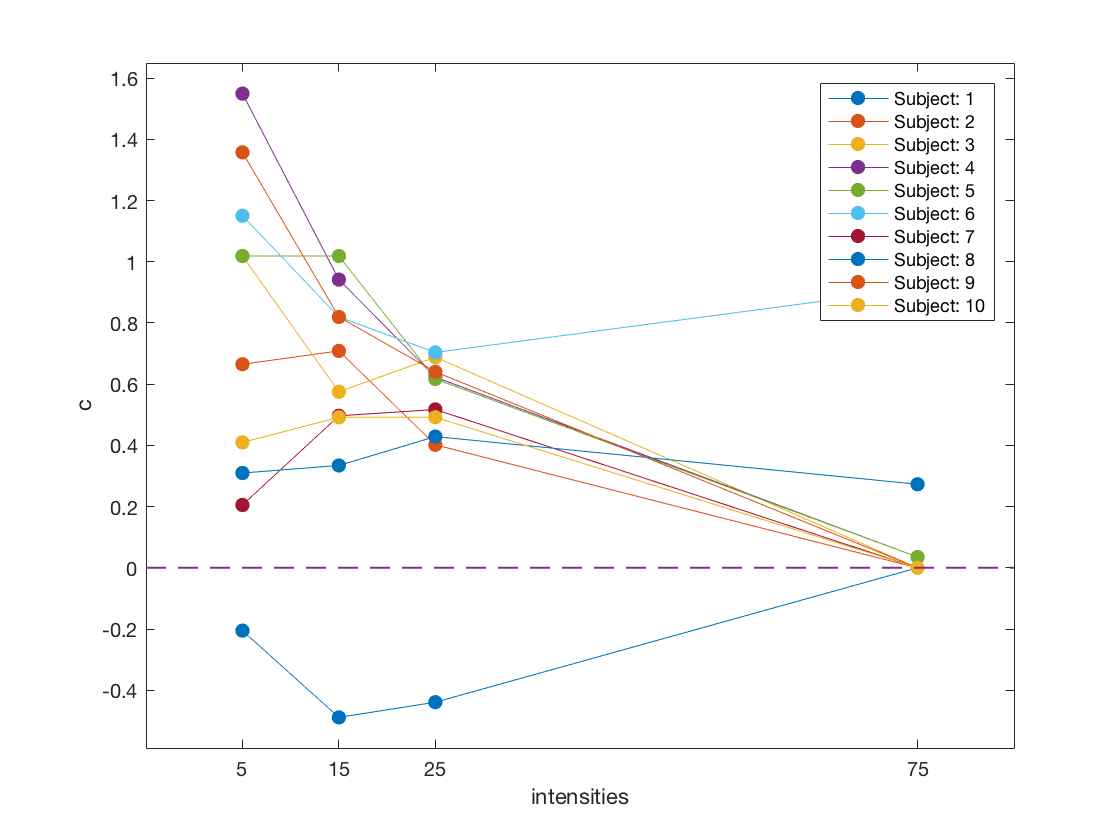 1.6
1.4
1.2
1
0.8
0.6
0.4
0.2
0
-0.2
-0.4
c
5 15 25 75
intensities
Subject: 1
Subject: 2
Subject: 3
Subject: 4
Subject: 5
Subject: 6
Subject: 7
Subject: 8
Subject: 9
Subject: 10